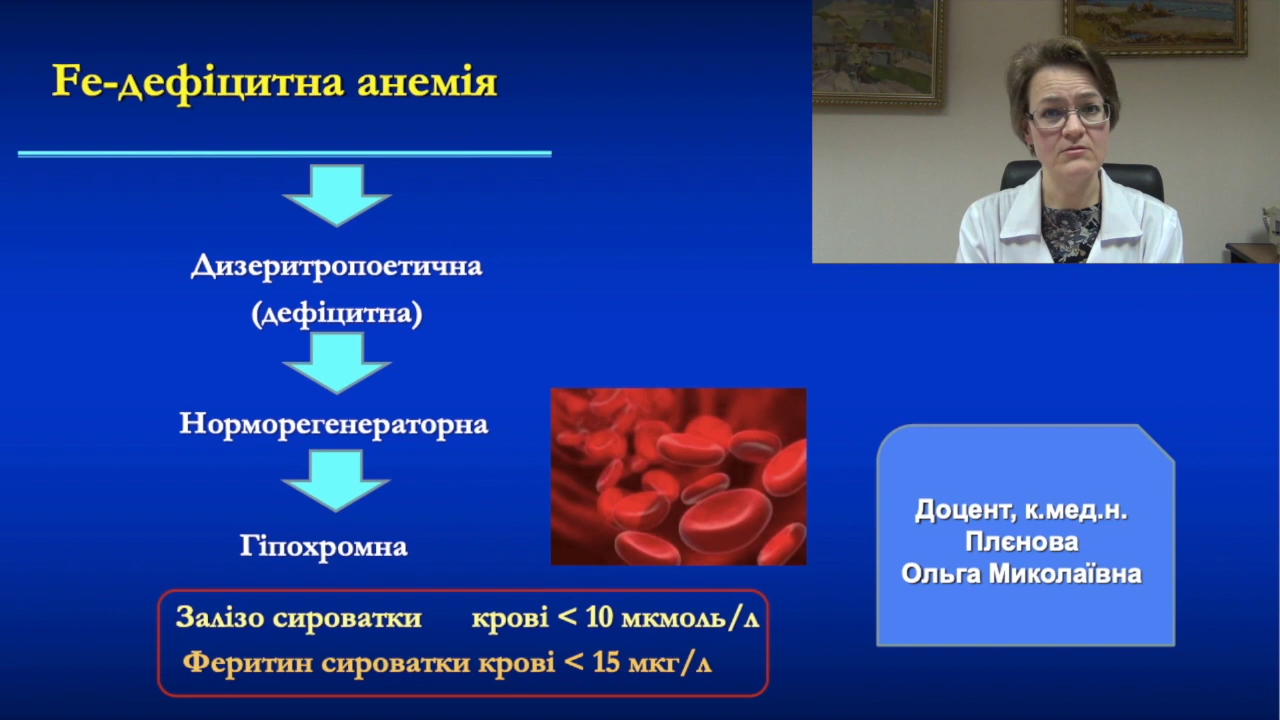 Fe-дефіцитна анемія
Дизеритропоетична
(дефіцитна)
Норморегенераторна
Гіпохромна
Залізо сироватки крові < 10 мкмоль/л
Феритин сироватки крові < 15 мкг/л
Доцент, к.мед.н.
Плєнова
Ольга Миколаївна